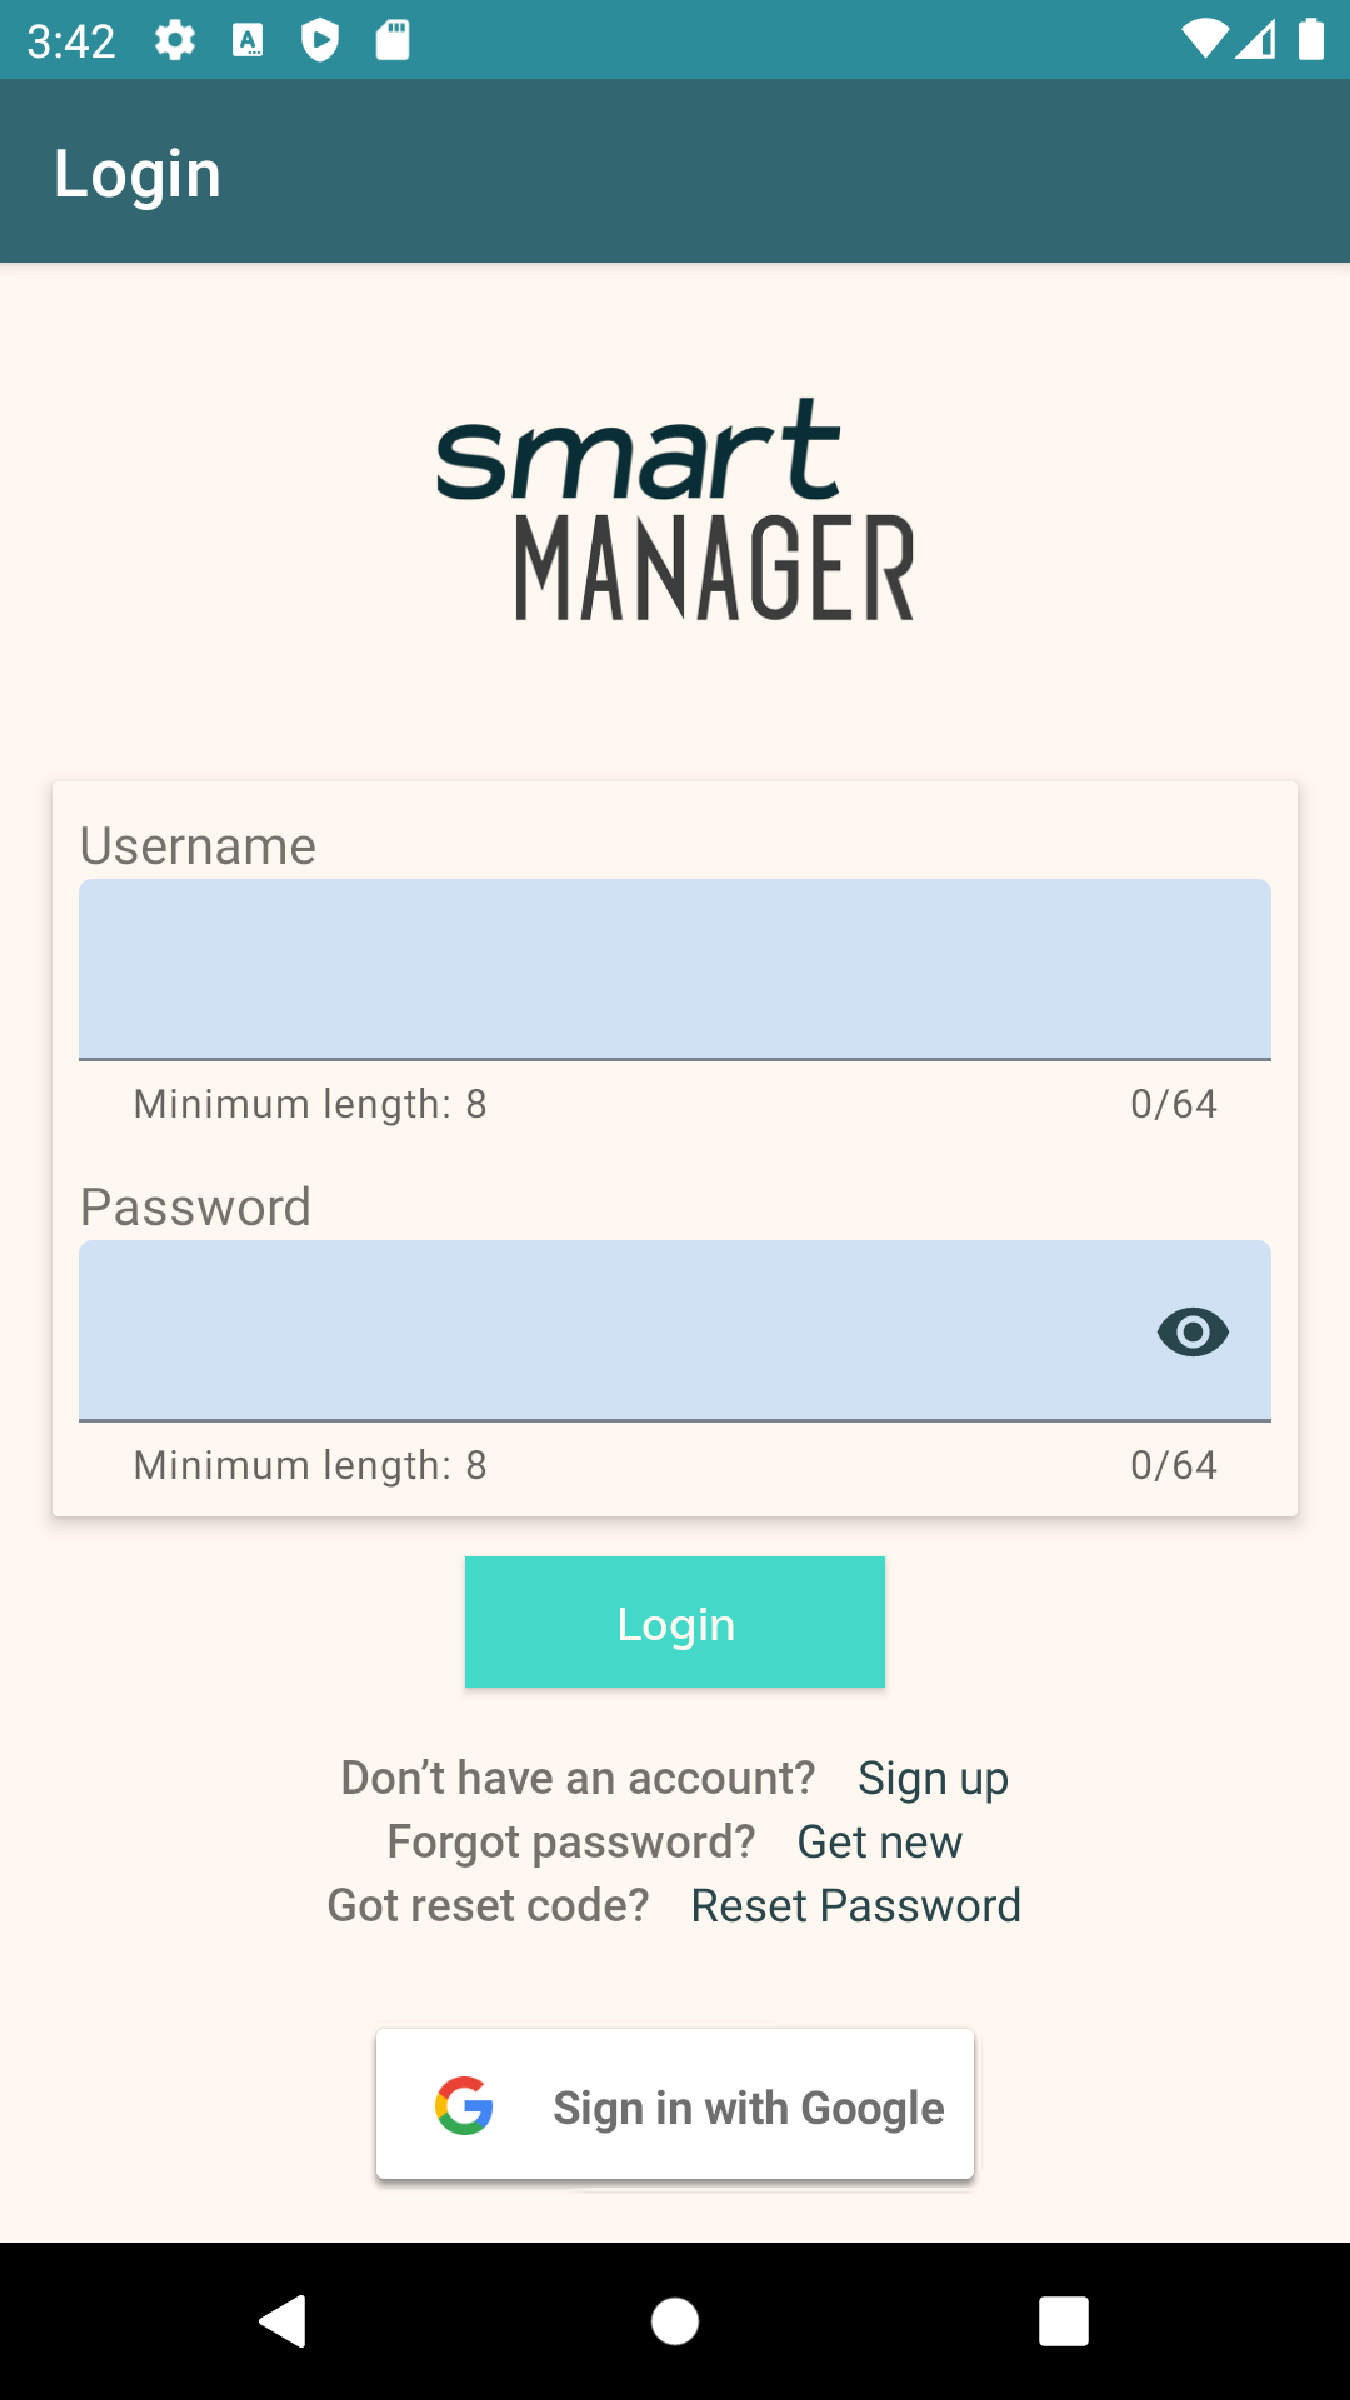 3:42
Login
smart
MANAGER
Username
Minimum length: 8 0/64
Password
Minimum length: 8 0/64
Login
Don’t have an account? Sign up
Forgot password? Get new
Got reset code? Reset Password
Sign in with Google